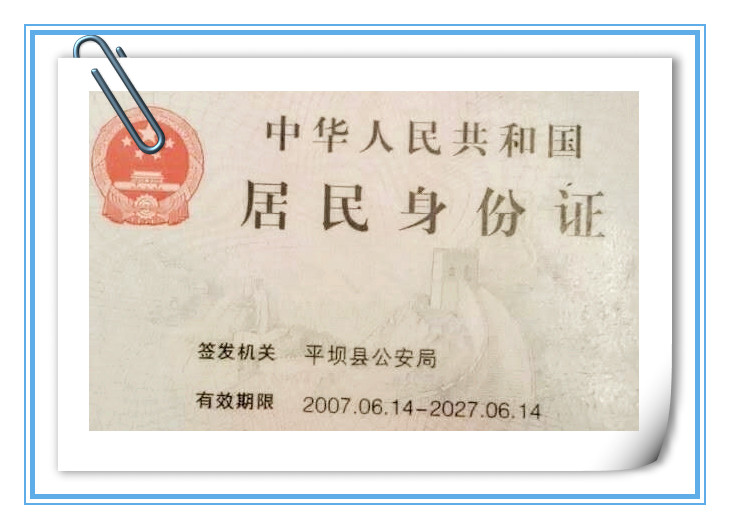 中华人民共和国
居民身份证
签发机关 平坝县公安局
有效期限 2007.06.14-2027.06.14